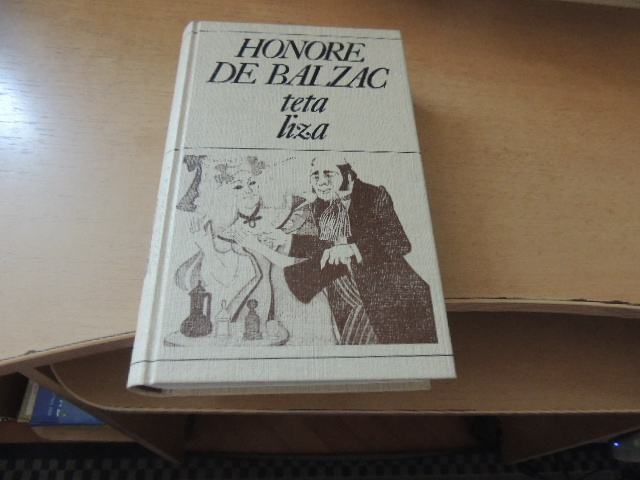 HONORE
DE BALZAC
teta
liza